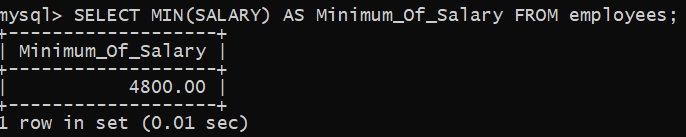 mysql> SELECT MIN(SALARY) AS Minimum_Of_Salary FROM employees;
+-------------------+
| Minimum_Of_Salary |
+-------------------+
|           4800.00 |
+-------------------+
1 row in set (0.01 sec)